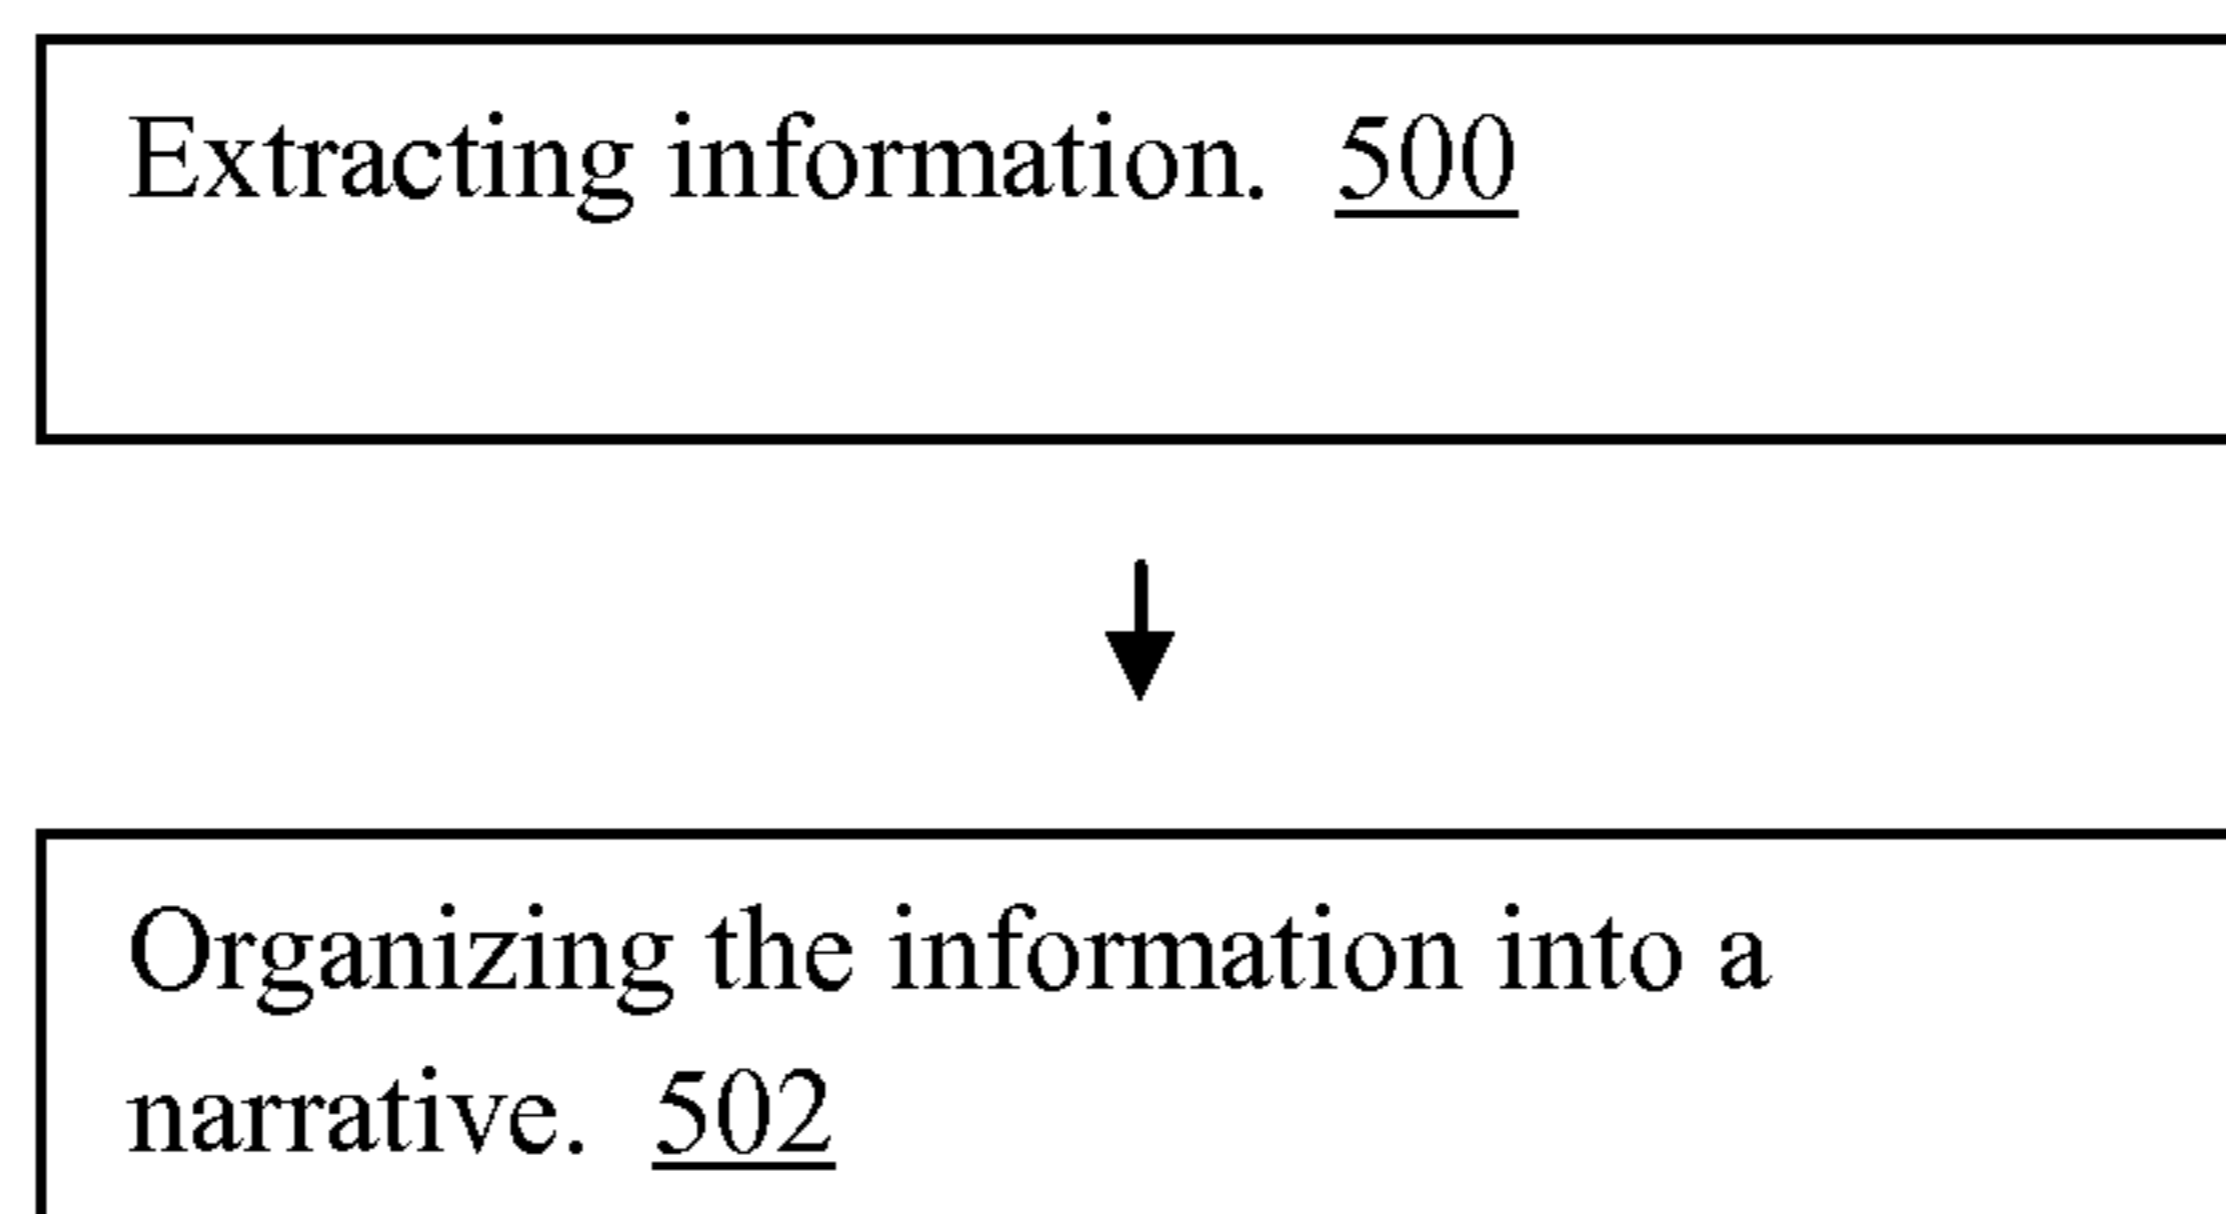 Extracting information. 500
Organizing the information into a
narrative. 502